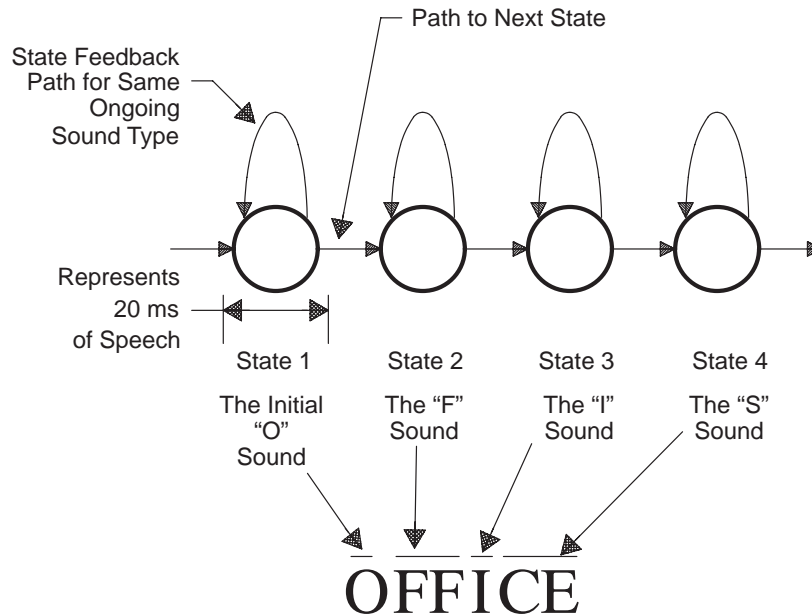 Path to Next State
State Feedback
Path for Same
Ongoing
Sound Type
Represents
20 ms
of Speech
State 1
State 2
State 3
State 4
The Initial
“O”
Sound
The “F”
Sound
The “I”
Sound
The “S”
Sound
OFFICE